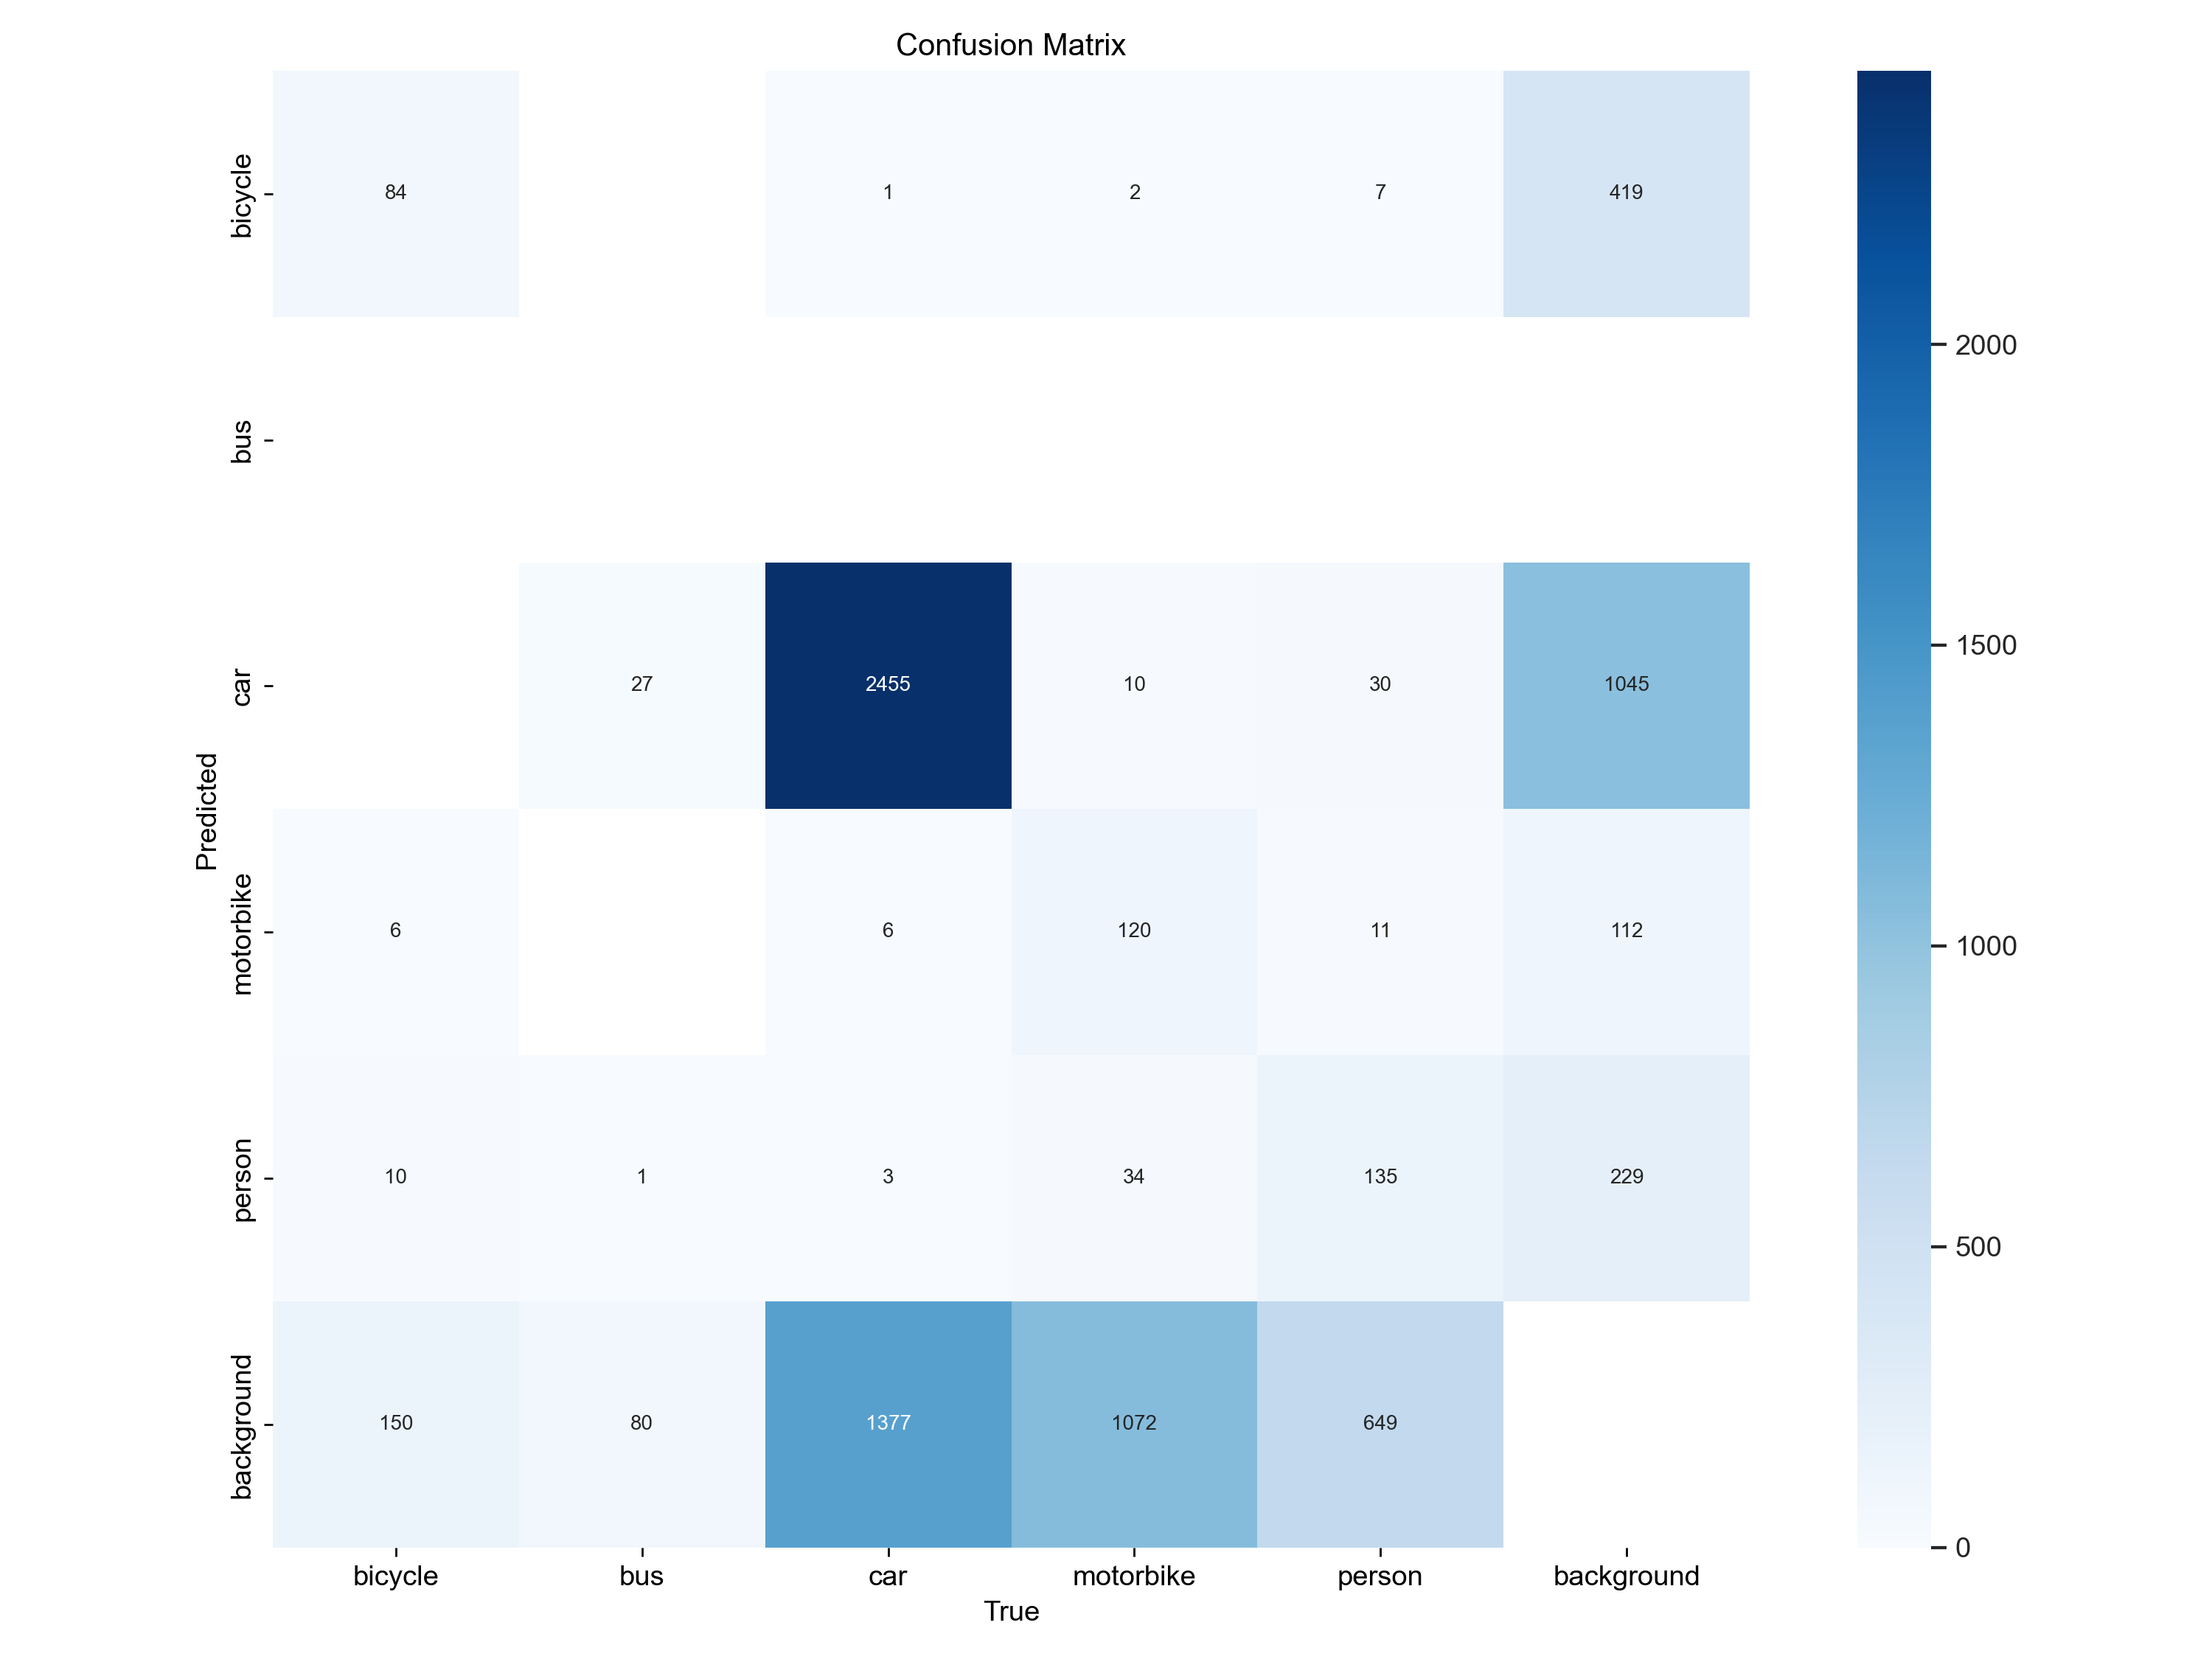 Confusion Matrix
bicycle
84
1
2
7
419
bus
2000
car
27
2455
10
30
1045
1500
Predicted
motorbike
6
6
120
11
112
1000
person
10
1
3
34
135
229
500
background
150
80
1377
1072
649
0
bicycle
bus
car
motorbike
person
background
True